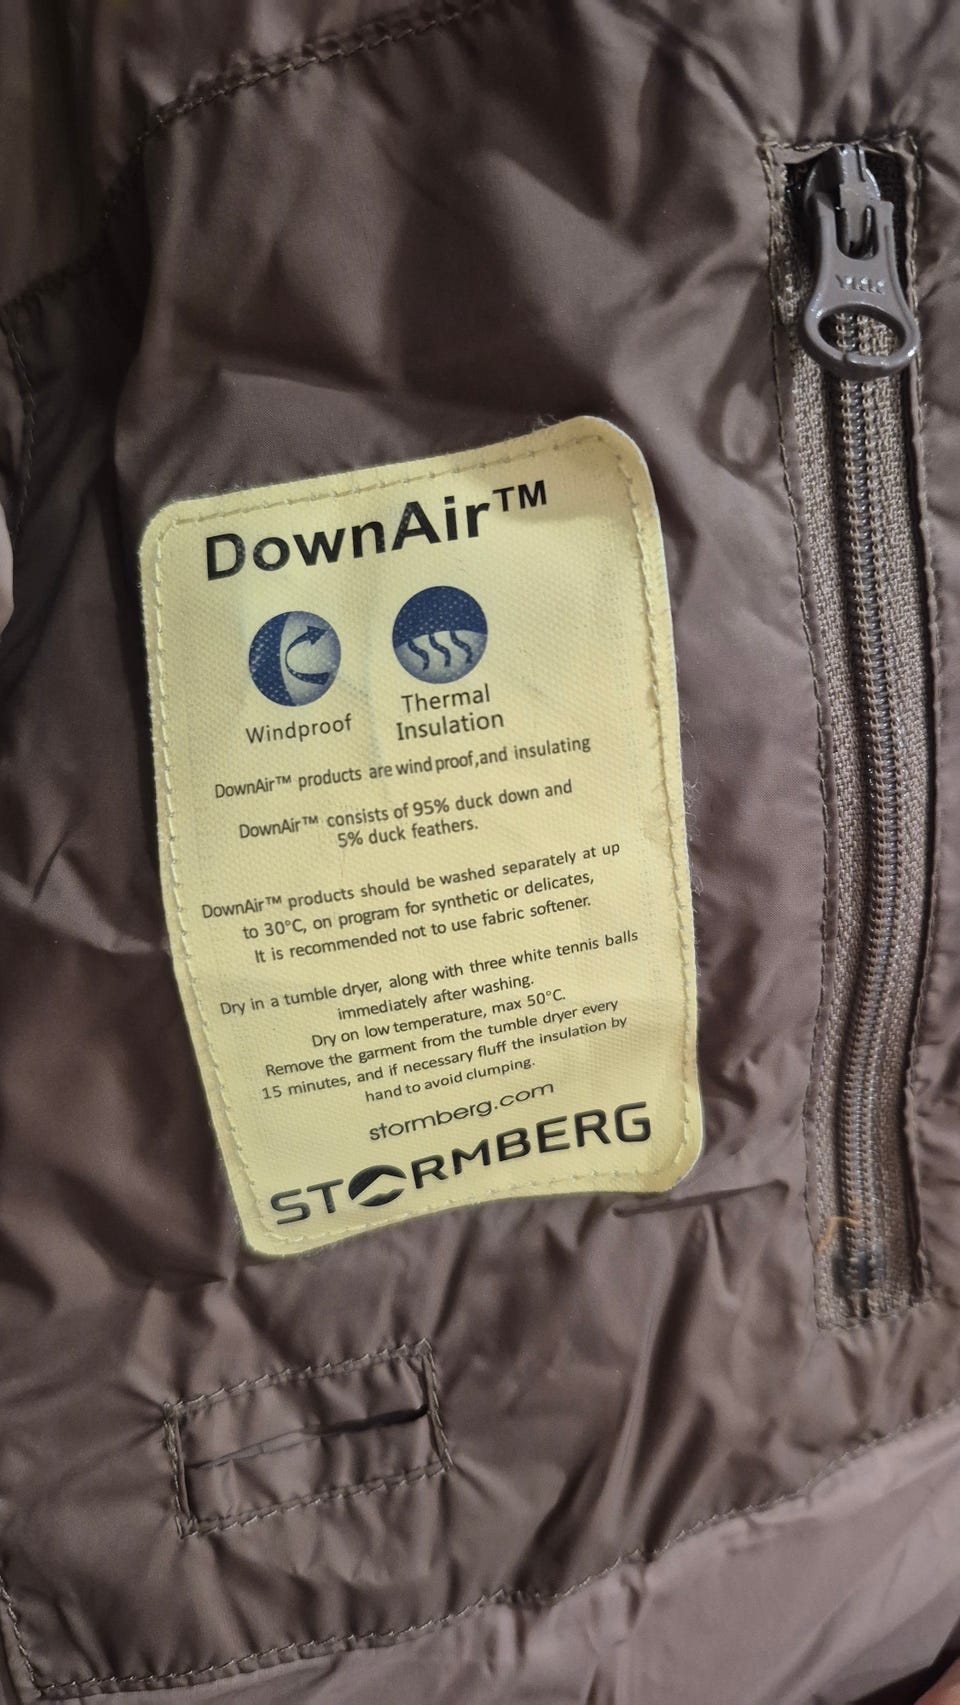 YKK
DownAir™
Windproof
Thermal
Insulation
DownAir™ products are wind proof,and insulating
DownAir™ consists of 95% duck down and
5% duck feathers.
DownAir™ products should be washed separately at up
to 30°C, on program for synthetic or delicates,
It is recommended not to use fabric softener.
Dry in a tumble dryer, along with three white tennis balls
immediately after washing.
Dry on low temperature, max 50°C.
Remove the garment from the tumble dryer every
15 minutes, and if necessary fluff the insulation by
hand to avoid clumping.
stormberg.com
STORMBERG